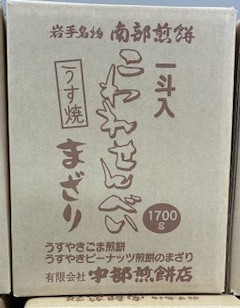 岩手名物 南部煎餅
一斗入
こわれせんべい
うす焼
まざり
1700g
うすやきごま煎餅
うすやきピーナッツ煎餅のまざり
有限会社 宇部煎餅店